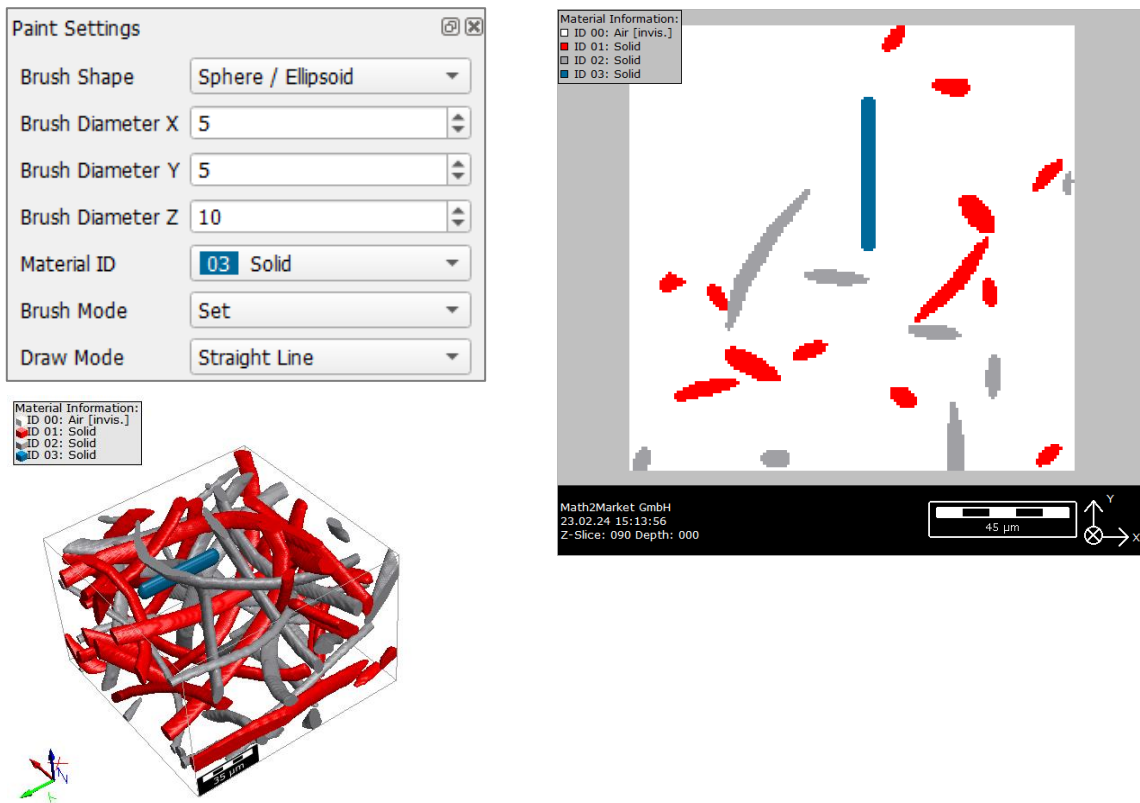 Paint Settings
Brush Shape Sphere / Ellipsoid
Brush Diameter X 5
Brush Diameter Y 5
Brush Diameter Z 10
Material ID 03 Solid
Brush Mode Set
Draw Mode Straight Line
Material Information:
ID 00: Air [invis.]
ID 01: Solid
ID 02: Solid
ID 03: Solid
45 µm
Math2Market GmbH
23.02.24 15:13:56
Z-Slice: 090 Depth: 000
Y
X
Material Information:
ID 00: Air [invis.]
ID 01: Solid
ID 02: Solid
ID 03: Solid
35 µm